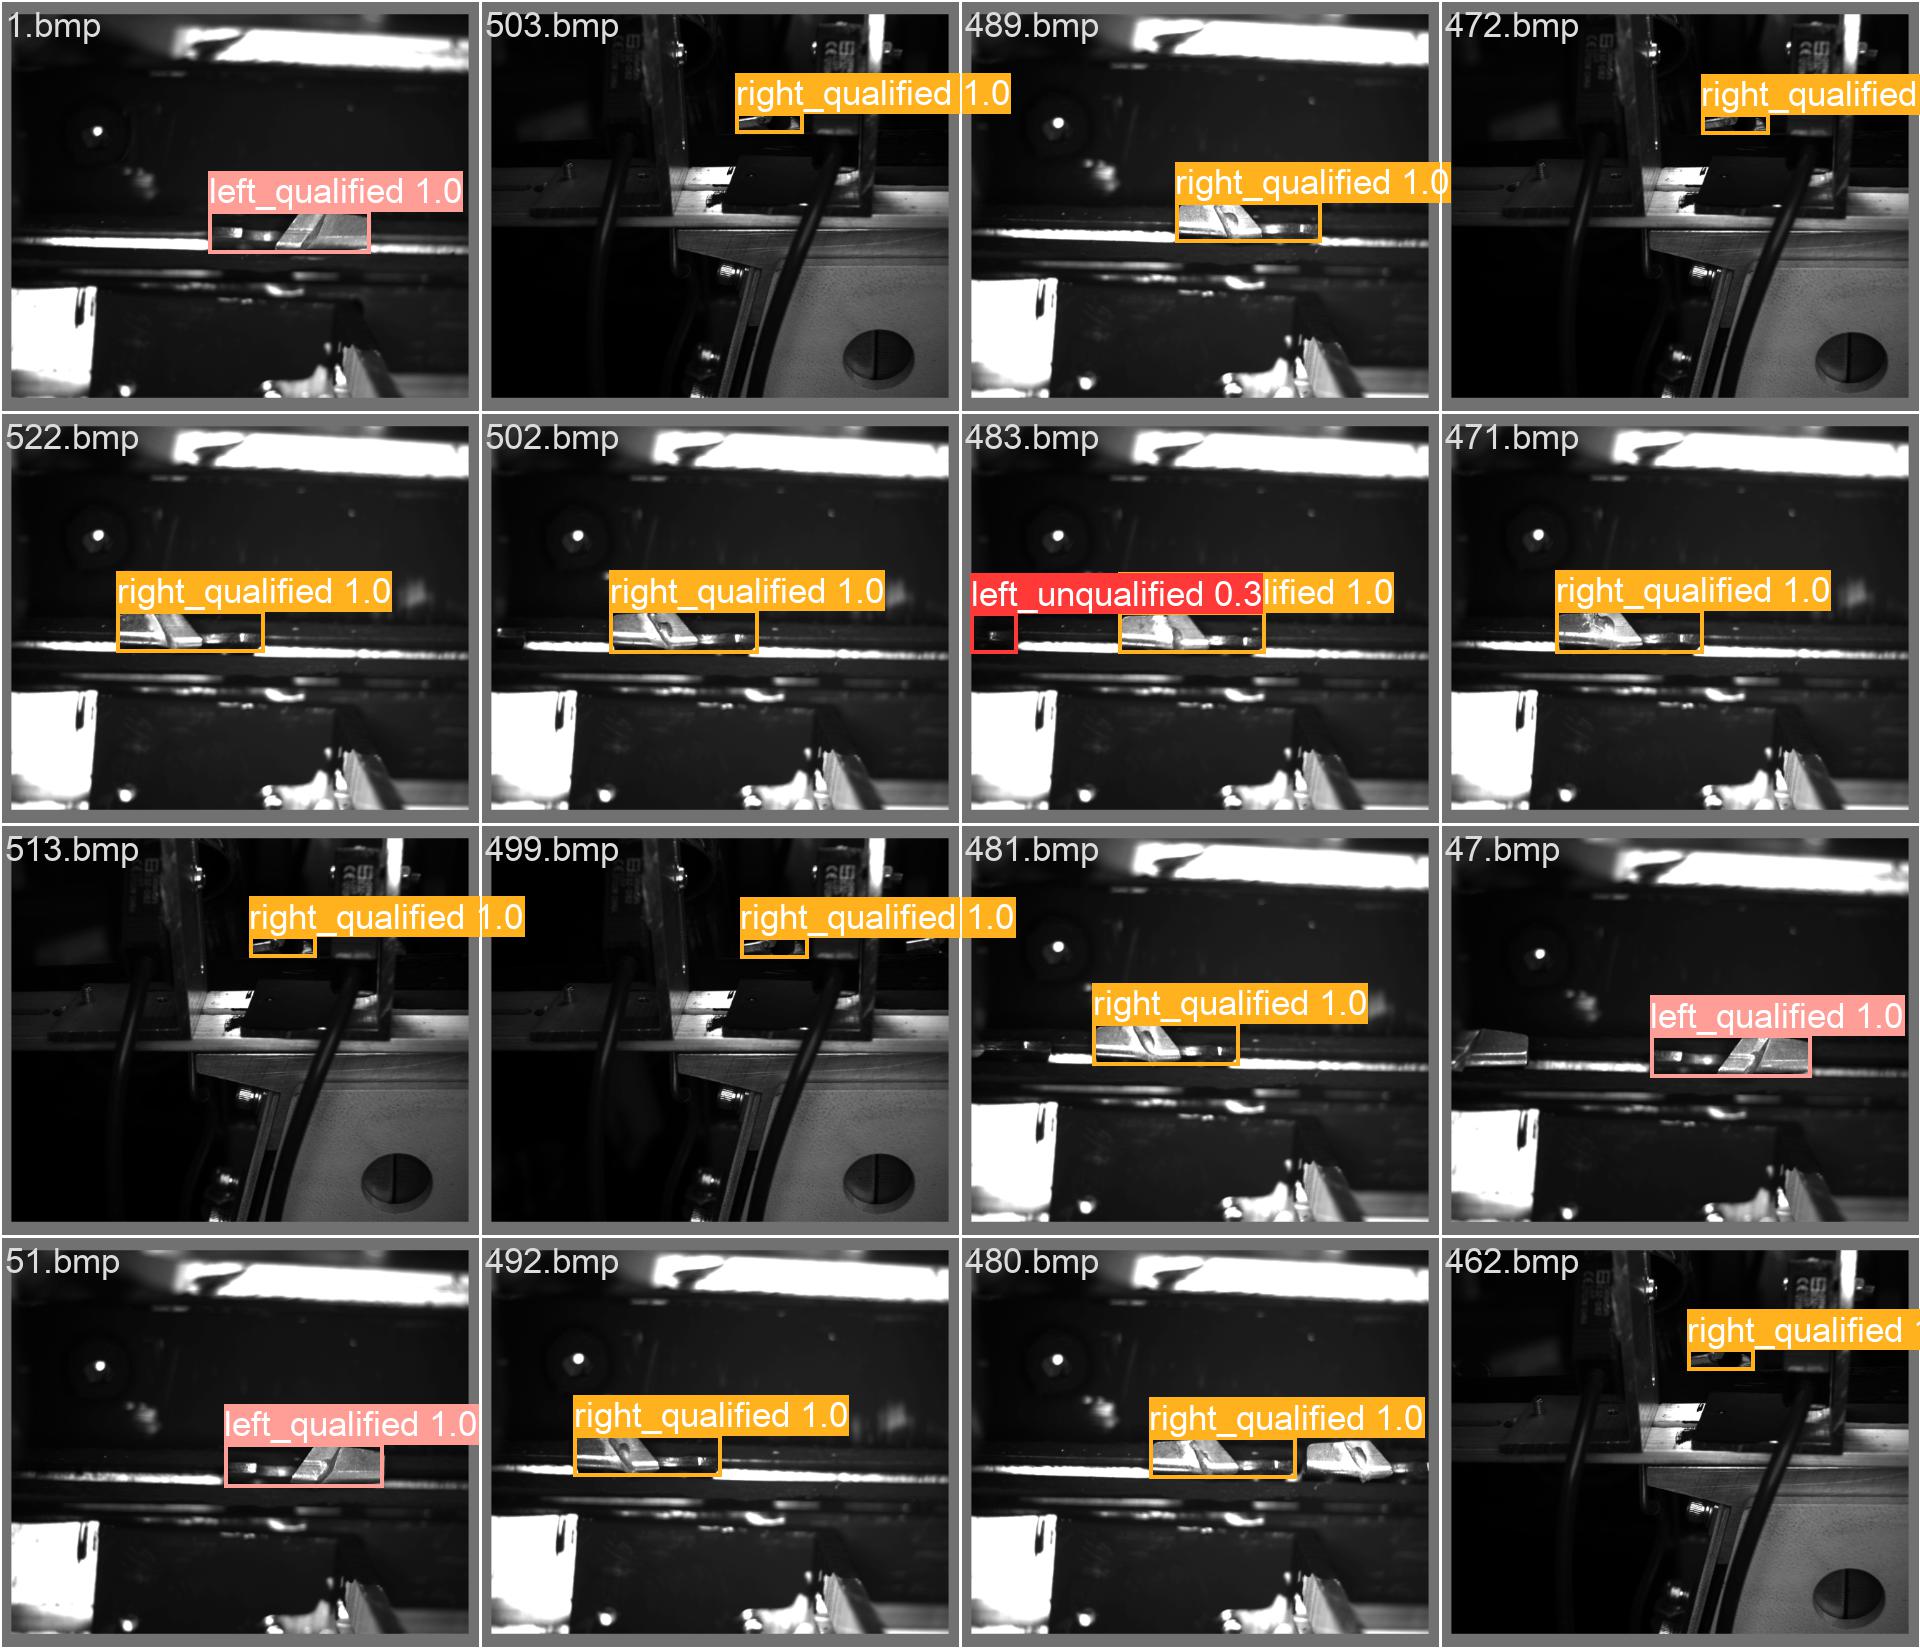 1.bmp
left_qualified 1.0
503.bmp
right_qualified 1.0
489.bmp
right_qualified 1.0
472.bmp
right_qualified
522.bmp
right_qualified 1.0
502.bmp
right_qualified 1.0
483.bmp
left_unqualified 0.3
lified 1.0
471.bmp
right_qualified 1.0
513.bmp
right_qualified 1.0
499.bmp
right_qualified 1.0
481.bmp
right_qualified 1.0
47.bmp
left_qualified 1.0
51.bmp
left_qualified 1.0
492.bmp
right_qualified 1.0
480.bmp
right_qualified 1.0
462.bmp
right_qualified 1